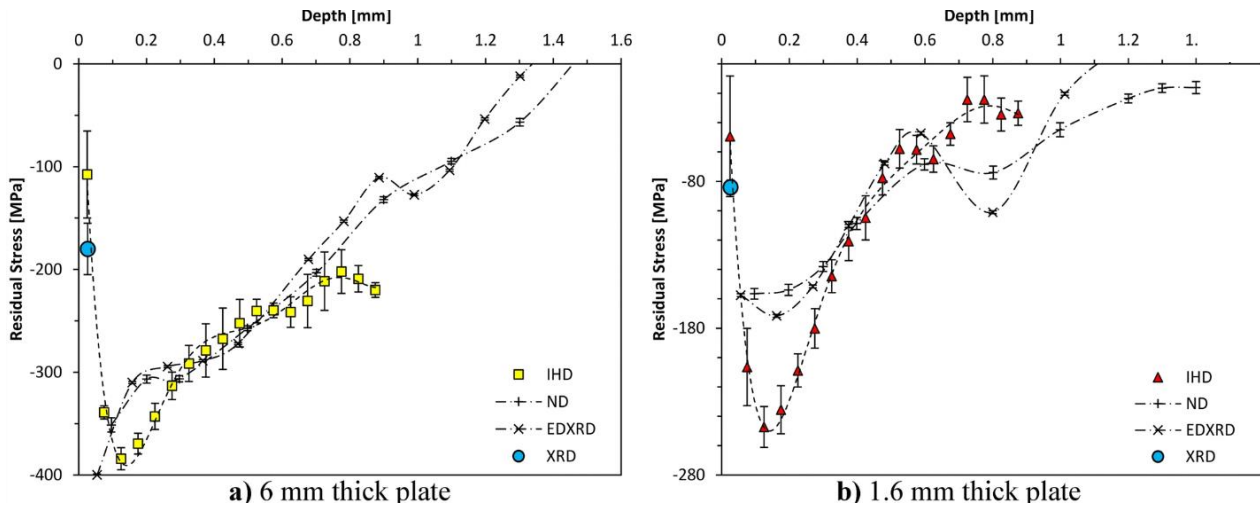 Depth [mm]
0 0.2 0.4 0.6 0.8 1 1.2 1.4 1.6
0
-100
-200
-300
-400
Residual Stress [MPa]
IHD
ND
EDXRD
XRD
a) 6 mm thick plate
Depth [mm]
0 0.2 0.4 0.6 0.8 1 1.2 1.
-80
-180
-280
Residual Stress [MPa]
IHD
ND
EDXRD
XRD
b) 1.6 mm thick plate